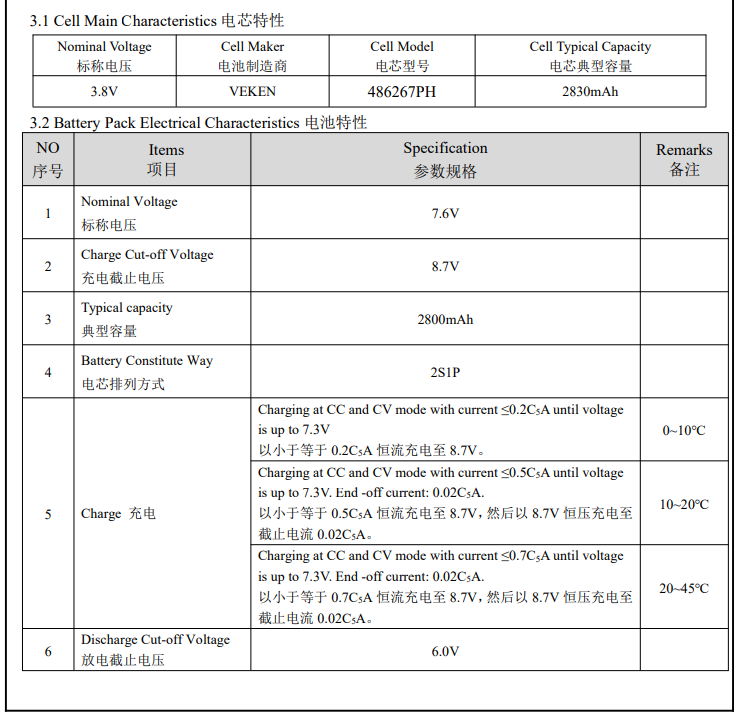 3.1 Cell Main Characteristics 电芯特性
Nominal Voltage Cell Maker Cell Model Cell Typical Capacity
标称电压 电池制造商 电芯型号 电芯典型容量
3.8V VEKEN 486267PH 2830mAh
3.2 Battery Pack Electrical Characteristics 电池特性
NO Items Specification Remarks
序号 项目 参数规格 备注
1 Nominal Voltage 7.6V
标称电压
2 Charge Cut-off Voltage 8.7V
充电截止电压
3 Typical capacity 2800mAh
典型容量
4 Battery Constitute Way 2S1P
电芯排列方式
5 Charge 充电
Charging at CC and CV mode with current ≤0.2C₅A until voltage
is up to 7.3V
以小于等于 0.2C₅A 恒流充电至 8.7V。
0~10℃
Charging at CC and CV mode with current ≤0.5C₅A until voltage
is up to 7.3V. End -off current: 0.02C₅A.
以小于等于 0.5C₅A 恒流充电至 8.7V，然后以 8.7V 恒压充电至
截止电流 0.02C₅A。
10~20℃
Charging at CC and CV mode with current ≤0.7C₅A until voltage
is up to 7.3V. End -off current: 0.02C₅A.
以小于等于 0.7C₅A 恒流充电至 8.7V，然后以 8.7V 恒压充电至
截止电流 0.02C₅A。
20~45℃
6 Discharge Cut-off Voltage 6.0V
放电截止电压